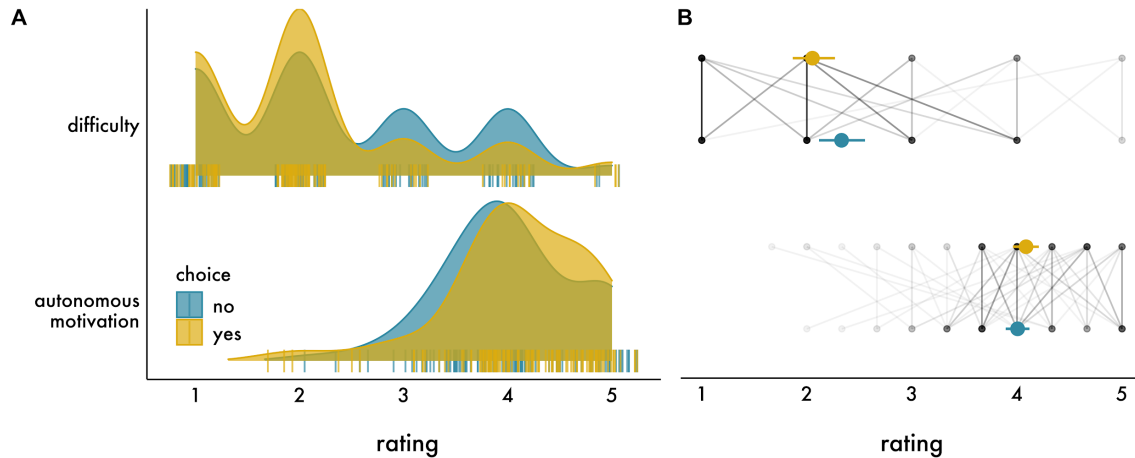 A
difficulty
autonomous
motivation
choice
no
yes
1 2 3 4 5
rating
B
1 2 3 4 5
rating